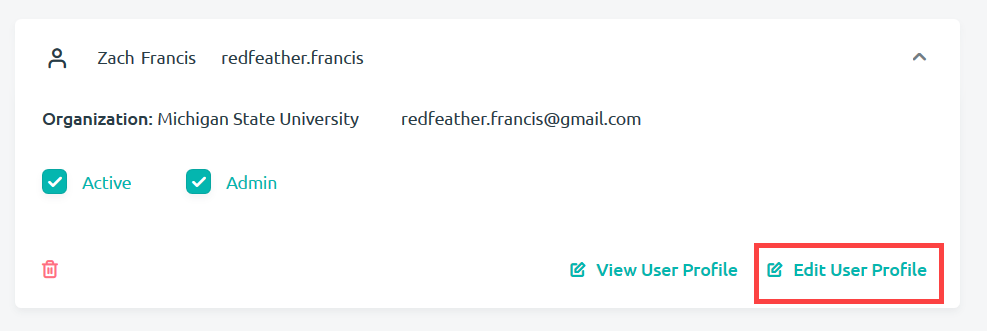 Zach Francis redfeather.francis
Organization: Michigan State University redfeather.francis@gmail.com
Active Admin
View User Profile Edit User Profile